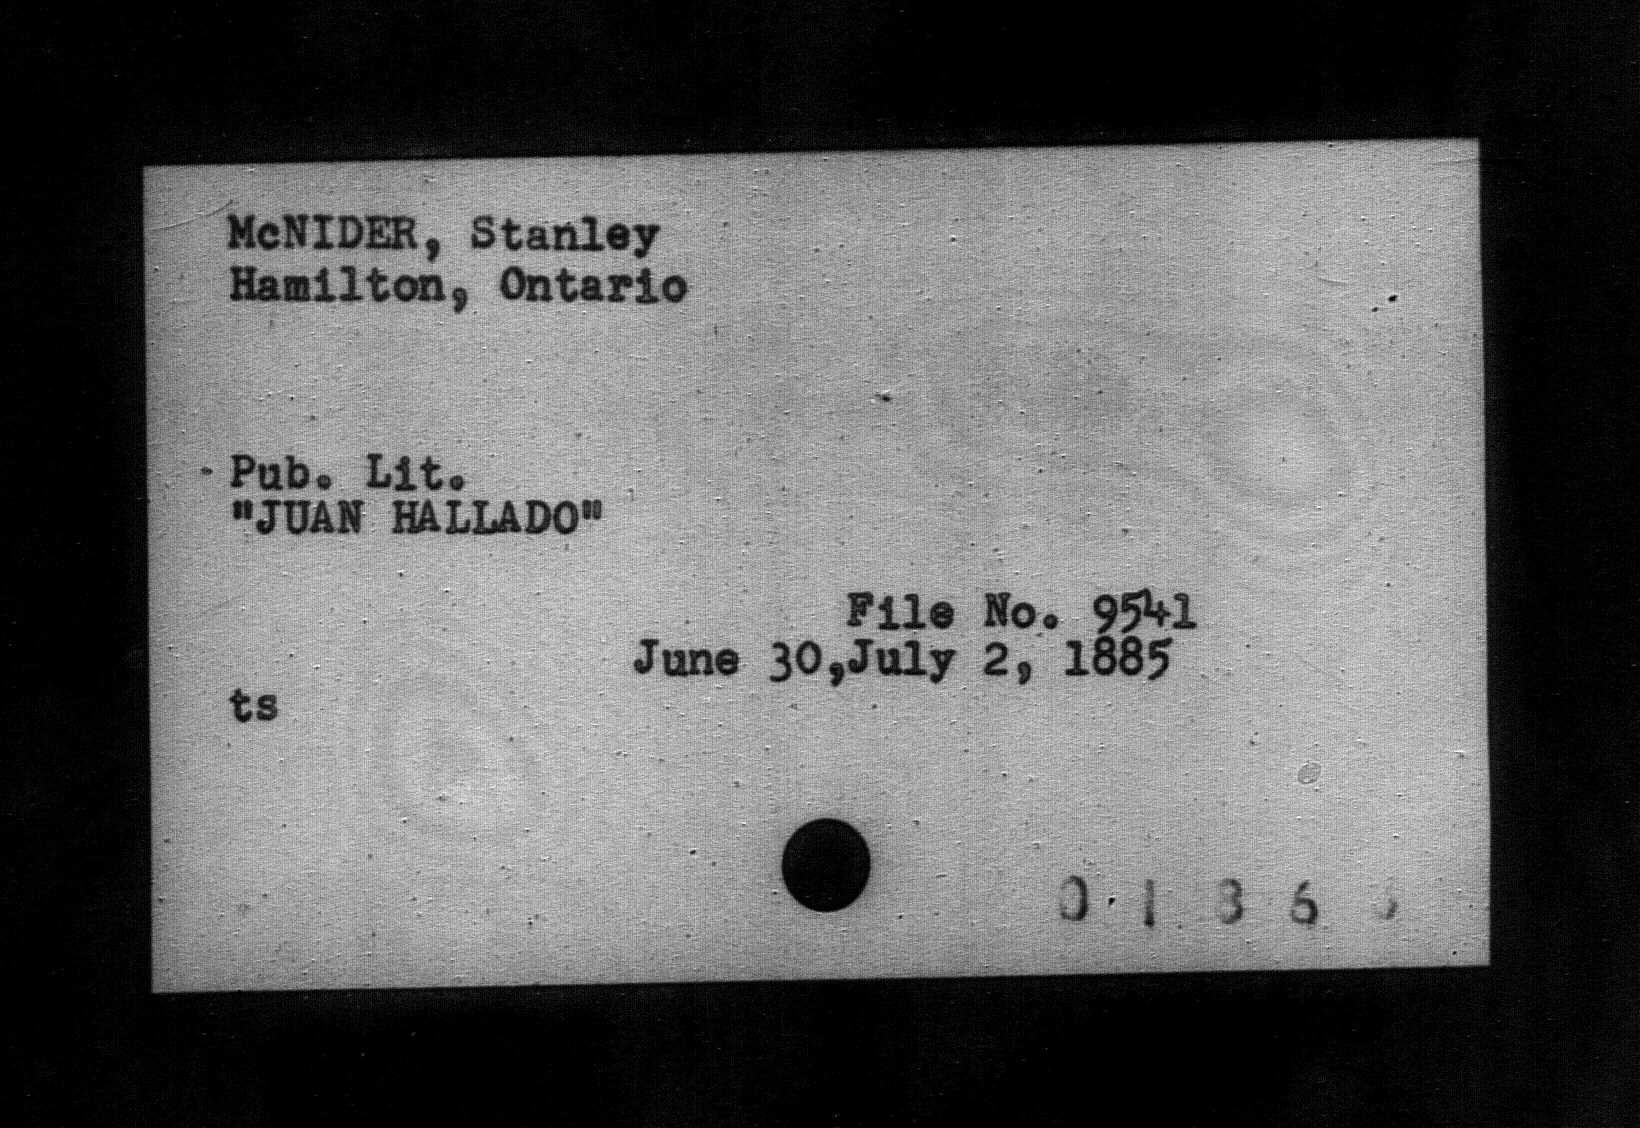 McNIDER, Stanley
Hamilton, Ontario
Pub. Lit.
"JUAN HALLADO"
File No. 9541
June 30,July 2, 1885
ts